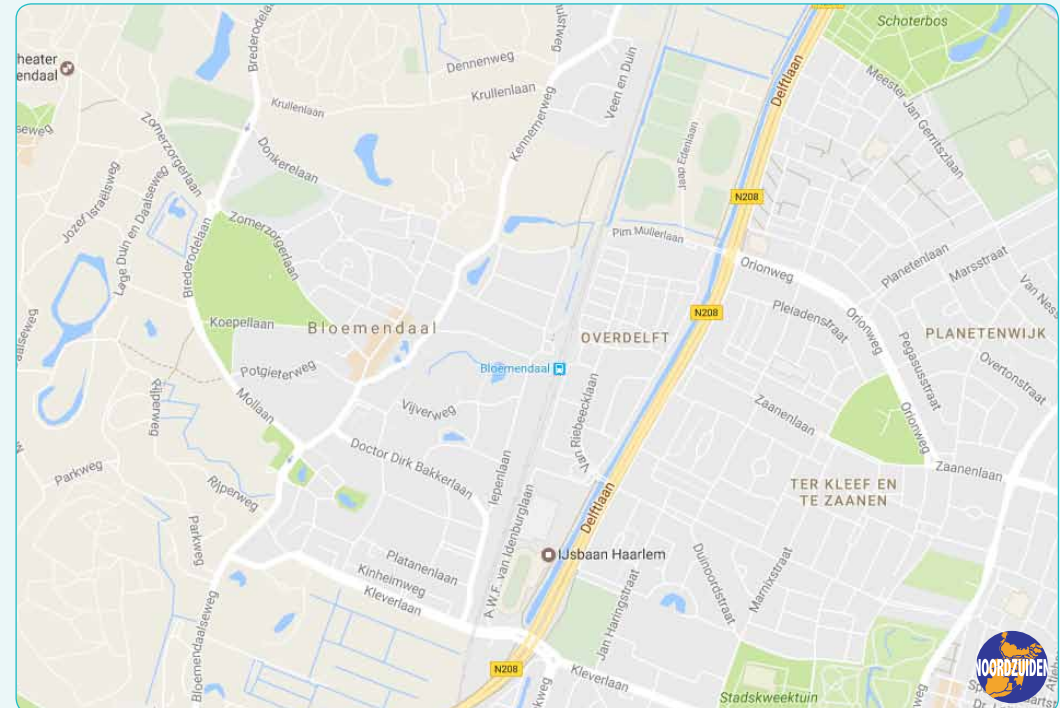 Schoterbos
Brederodelaan
Dennenweg
heater
endaal
Krullenlaan
Krullenlaan
Veen en Duin
Delftlaan
Meester Jan Gerritszlaan
Kennemerweg
Zomerzorgerlaan
Donkerelaan
Jaap Edenlaan
seweg
Jozef Israëlsweg
Lage Duin en Daalseweg
N208
Zomerzorgerlaan
Brederodelaan
Pim Mullerlaan
Orionweg
Planetenlaan
Marsstraat
Van Ness
Koepellaan
Bloemendaal
N208
Pleiadenstraat
Orionweg
OVERDELFT
PLANETENWIJK
Pegasusstraat
Overtonstraat
aalseweg
Potgieterweg
Bloemendaal
Mollaan
Rijperweg
Vijverweg
Van Riebeecklaan
Zaanenlaan
Orionweg
Doctor Dirk Bakkerlaan
Zaanenlaan
Parkweg
Rijperweg
Iepenlaan
TER KLEEF EN
TE ZAANEN
Delftlaan
Parkweg
A.W.F. van Idenburglaan
IJsbaan Haarlem
Platanenlaan
Kinheimweg
Kleverlaan
Duinoordstraat
Marnixstraat
Jan Haringstraat
Bloemendaalseweg
N208
Kleverlaan
Stadskweektuin
NOORDZUIDEN